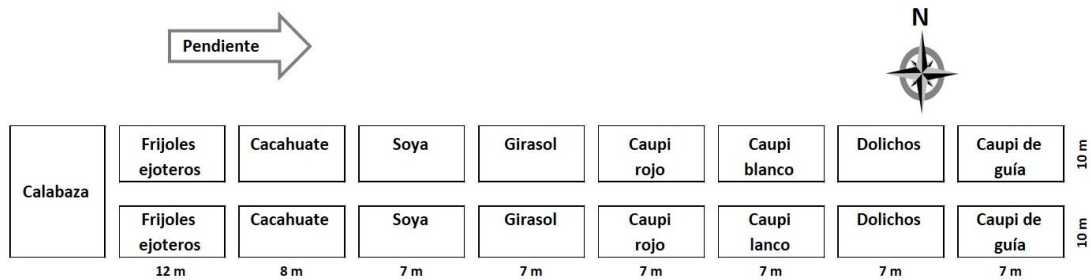 N
Pendiente
Calabaza
Frijoles
ejoteros
Cacahuate
Soya
Girasol
Caupi
rojo
Caupi
blanco
Dolichos
Caupi de
guía
10 m
Frijoles
ejoteros
Cacahuate
Soya
Girasol
Caupi
rojo
Caupi
lanco
Dolichos
Caupi de
guía
10 m
12 m
8 m
7 m
7 m
7 m
7 m
7 m
7 m